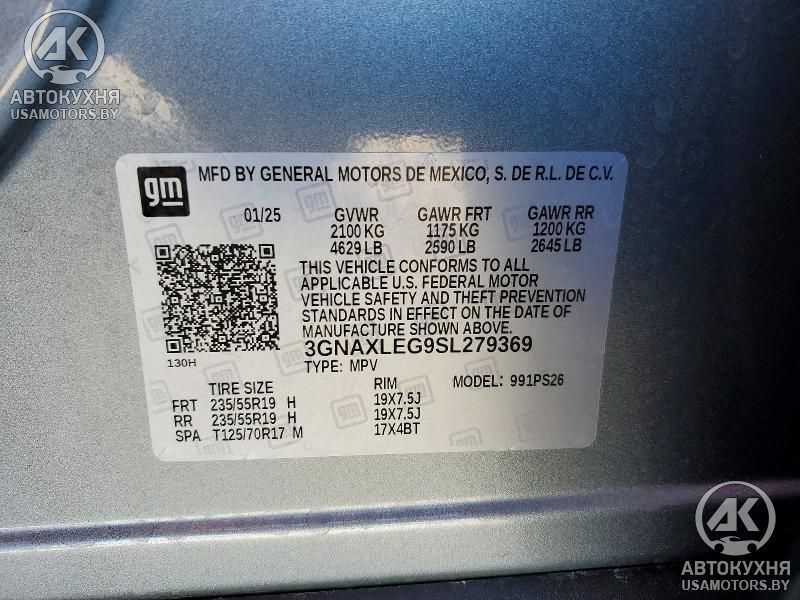 AK
АВТОКУХНЯ
USAMOTORS.BY
gm
MFD BY GENERAL MOTORS DE MEXICO, S. DE R.L. DE C.V.
01/25 GVWR GAWR FRT GAWR RR
2100 KG 1175 KG 1200 KG
4629 LB 2590 LB 2645 LB
THIS VEHICLE CONFORMS TO ALL
APPLICABLE U.S. FEDERAL MOTOR
VEHICLE SAFETY AND THEFT PREVENTION
STANDARDS IN EFFECT ON THE DATE OF
MANUFACTURE SHOWN ABOVE.
130H
3GNAXLEG9SL279369
TYPE: MPV
TIRE SIZE RIM MODEL: 991PS26
FRT 235/55R19 H 19X7.5J
RR 235/55R19 H 19X7.5J
SPA T125/70R17 M 17X4BT
AK
АВТОКУХНЯ
USAMOTORS.BY